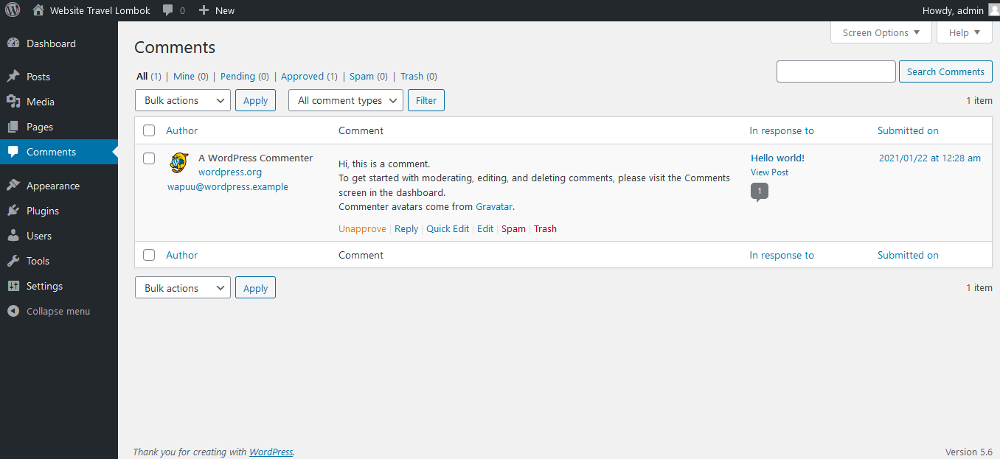 Website Travel Lombok 0 New Howdy, admin
Screen Options Help
Dashboard
Posts
Media
Pages
Comments
Appearance
Plugins
Users
Tools
Settings
Collapse menu
Comments
All (1) | Mine (0) | Pending (0) | Approved (1) | Spam (0) | Trash (0)
Search Comments
Bulk actions Apply All comment types Filter 1 item
Author Comment In response to Submitted on
A WordPress Commenter
wordpress.org
wapuu@wordpress.example
Hi, this is a comment.
To get started with moderating, editing, and deleting comments, please visit the Comments
screen in the dashboard.
Commenter avatars come from Gravatar.
Unapprove | Reply | Quick Edit | Edit | Spam | Trash
Hello world!
View Post
1
2021/01/22 at 12:28 am
Author Comment In response to Submitted on
Bulk actions Apply 1 item
Thank you for creating with WordPress. Version 5.6